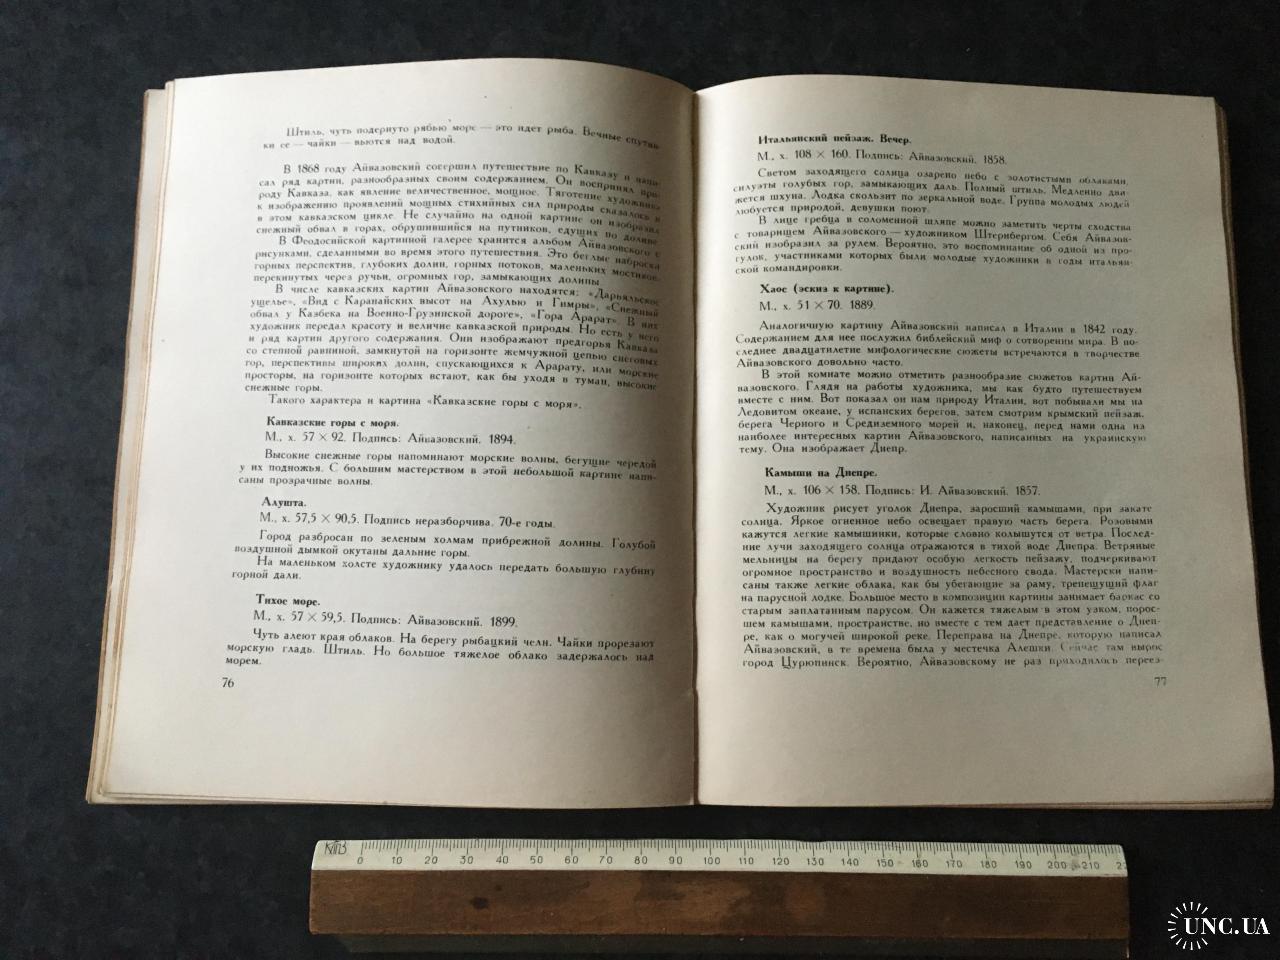 Штиль, чуть подернуто рябью море — это идет рыба. Вечные спутни-
ки ее — чайки — вьются над водой.
В 1868 году Айвазовский совершил путешествие по Кавказу и напи-
сал ряд картин, разнообразных своим содержанием. Он воспринял при-
роду Кавказа, как явление величественное, мощное. Тяготение художника
к изображению проявлений мощных стихийных сил природы сказалось и
в этом кавказском цикле. Не случайно на одной картине он изобразил
снежный обвал в горах, обрушившийся на путников, едущих по долине.
В Феодосийской картинной галерее хранится альбом Айвазовского с
рисунками, сделанными во время этого путешествия. Это беглые наброски
горных перспектив, глубоких долин, горных потоков, маленьких мостиков,
перекинутых через ручьи, огромных гор, замыкающих долины.
В числе кавказских картин Айвазовского находятся: «Дарьяльское
ущелье», «Вид с Каранайских высот на Ахулью и Гимры», «Снежный
обвал у Казбека на Военно-Грузинской дороге», «Гора Арарат». В них
художник передал красоту и величие кавказской природы. Но есть у него
и ряд картин другого содержания. Они изображают предгорья Кавказа
со степной равниной, замкнутой на горизонте жемчужной цепью снеговых
гор, перспективы широких долин, спускающихся к Арарату, или морские
просторы, на горизонте которых встают, как бы уходя в туман, высокие
снежные горы.
Такого характера и картина «Кавказские горы с моря».
Кавказские горы с моря.
М., х. 57 × 92. Подпись: Айвазовский. 1894.
Высокие снежные горы напоминают морские волны, бегущие чередой
у их подножья. С большим мастерством в этой небольшой картине напи-
саны прозрачные волны.
Алушта.
М., х. 57,5 × 90,5. Подпись неразборчива. 70-е годы.
Город разбросан по зеленым холмам прибрежной долины. Голубой
воздушной дымкой окутаны дальние горы.
На маленьком холсте художнику удалось передать большую глубину
горной дали.
Тихое море.
М., х. 57 × 59,5. Подпись: Айвазовский. 1899.
Чуть алеют края облаков. На берегу рыбацкий челн. Чайки прорезают
морскую гладь. Штиль. Но большое тяжелое облако задержалось над
морем.
76
Итальянский пейзаж. Вечер.
М., х. 108 × 160. Подпись: Айвазовский. 1858.
Светом заходящего солнца озарено небо с золотистыми облаками,
силуэты голубых гор, замыкающих даль. Полный штиль. Медленно дви-
жется шхуна. Лодка скользит по зеркальной воде. Группа молодых людей
любуется природой, девушки поют.
В лице гребца в соломенной шляпе можно заметить черты сходства
с товарищем Айвазовского — художником Штернбергом. Себя Айвазов-
ский изобразил за рулем. Вероятно, это воспоминание об одной из про-
гулок, участниками которых были молодые художники в годы итальян-
ской командировки.
Хаос (эскиз к картине).
М., х. 51 × 70. 1889.
Аналогичную картину Айвазовский написал в Италии в 1842 году.
Содержанием для нее послужил библейский миф о сотворении мира. В по-
следнее двадцатилетие мифологические сюжеты встречаются в творчестве
Айвазовского довольно часто.
В этой комнате можно отметить разнообразие сюжетов картин Ай-
вазовского. Глядя на работы художника, мы как будто путешествуем
вместе с ним. Вот показал он нам природу Италии, вот побывали мы на
Ледовитом океане, у испанских берегов, затем смотрим крымский пейзаж,
берега Черного и Средиземного морей и, наконец, перед нами одна из
наиболее интересных картин Айвазовского, написанных на украинскую
тему. Она изображает Днепр.
Камыши на Днепре.
М., х. 106 × 158. Подпись: И. Айвазовский. 1857.
Художник рисует уголок Днепра, заросший камышами, при закате
солнца. Яркое огненное небо освещает правую часть берега. Розовыми
кажутся легкие камышинки, которые словно колышутся от ветра. Послед-
ние лучи заходящего солнца отражаются в тихой воде Днепра. Ветряные
мельницы на берегу придают особую легкость пейзажу, подчеркивают
огромное пространство и воздушность небесного свода. Мастерски напи-
саны также легкие облака, как бы убегающие за раму, трепещущий флаг
на парусной лодке. Большое место в композиции картины занимает баркас со
старым заплатанным парусом. Он кажется тяжелым в этом узком, порос-
шем камышами, пространстве, но вместе с тем дает представление о Днеп-
ре, как о могучей широкой реке. Переправа на Днепре, которую написал
Айвазовский, в те времена была у местечка Алешки. Сейчас там вырос
город Цурюпинск. Вероятно, Айвазовскому не раз приходилось переез-
77
0 10 20 30 40 50 60 70 80 90 100 110 120 130 140 150 160 170 180 190 200 210
UNC.UA